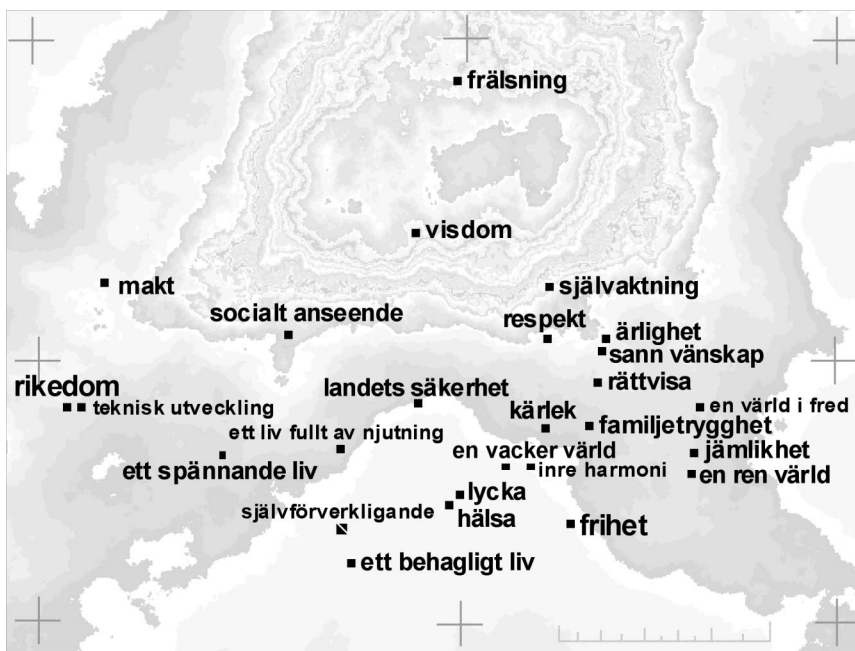 frälsning
visdom
makt
självaktning
socialt anseende
respekt
ärlighet
sann vänskap
rikedom
landets säkerhet
rättvisa
teknisk utveckling
kärlek
en värld i fred
ett liv fullt av njutning
familjetrygghet
ett spännande liv
en vacker värld
jämlikhet
inre harmoni
en ren värld
lycka
självförverkligande
hälsa
frihet
ett behagligt liv